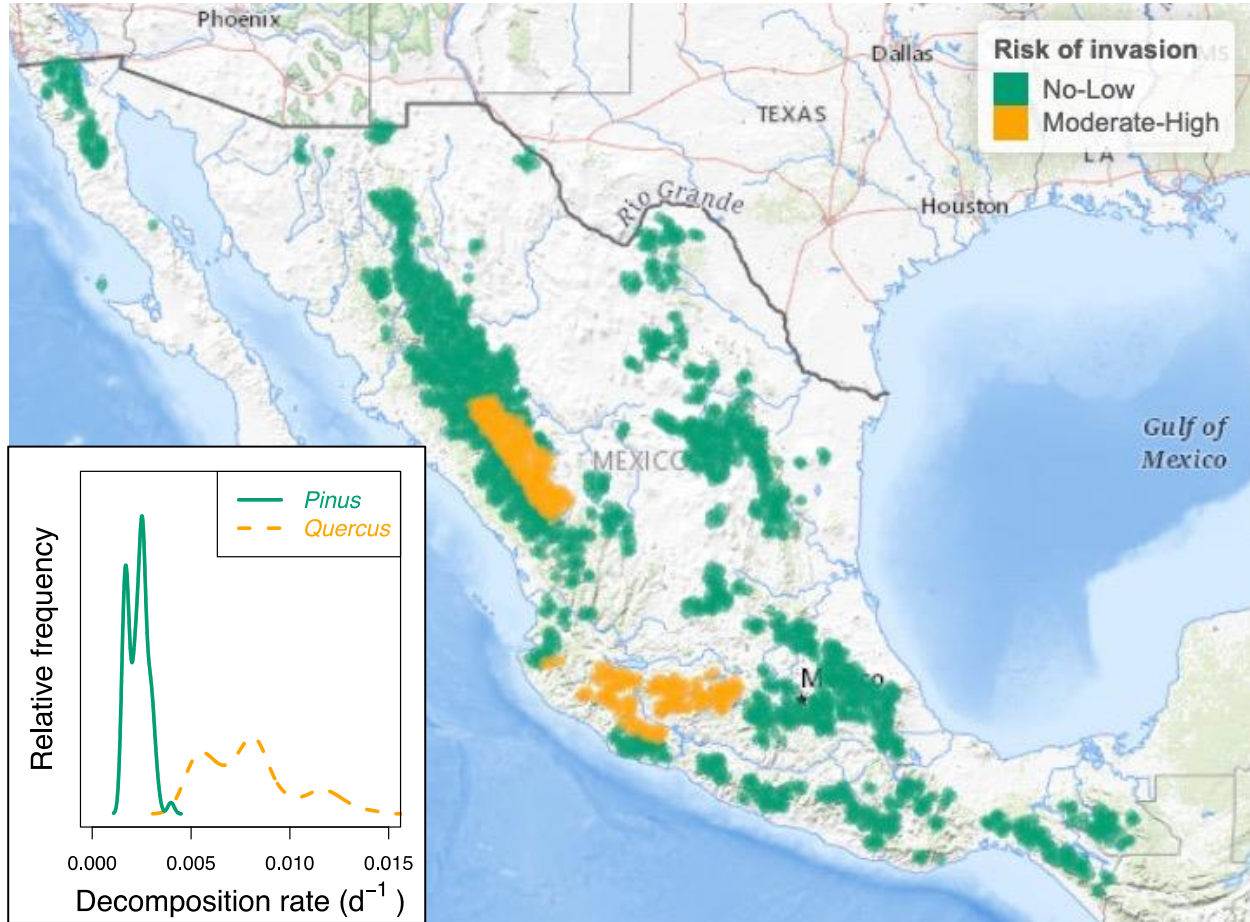 Phoenix
Dallas
TEXAS
LA
Houston
Rio Grande
Gulf of
Mexico
MEXICO
Risk of invasion
No-Low
Moderate-High
Pinus
Quercus
Relative frequency
0.000 0.005 0.010 0.015
Decomposition rate (d⁻¹)